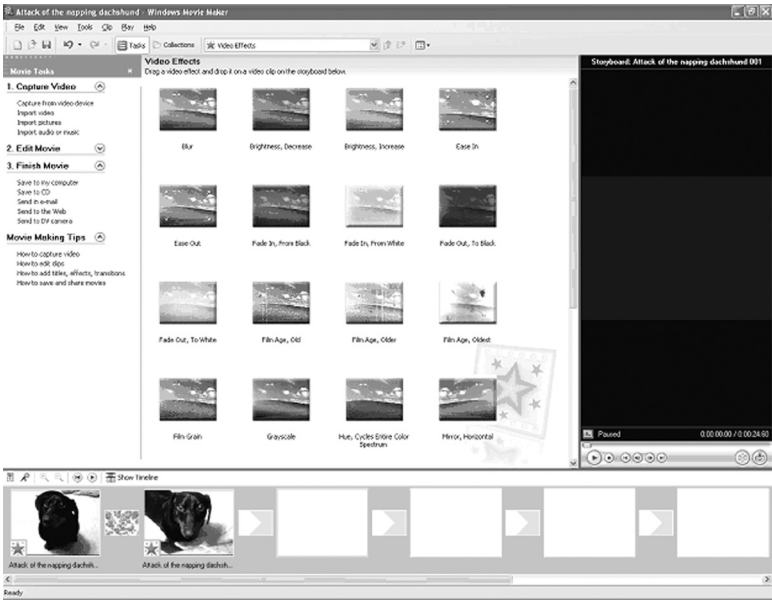 Attack of the napping dachshund - Windows Movie Maker
File Edit View Tools Clip Play Help
Tasks Collections Video Effects
Movie Tasks
1. Capture Video
Capture from video device
Import video
Import pictures
Import audio or music
2. Edit Movie
3. Finish Movie
Save to my computer
Save to CD
Send in e-mail
Send to the Web
Send to DV camera
Movie Making Tips
How to capture video
How to edit clips
How to add titles, effects, transitions
How to save and share movies
Video Effects
Drag a video effect and drop it on a video clip on the storyboard below.
Blur Brightness, Decrease Brightness, Increase Ease In
Ease Out Fade In, From Black Fade In, From White Fade Out, To Black
Fade Out, To White Film Age, Old Film Age, Older Film Age, Oldest
Film Grain Grayscale Hue, Cycles Entire Color Mirror, Horizontal
Spectrum
Storyboard: Attack of the napping dachshund 001
Paused 0:00:00.00 / 0:00:24.60
Show Timeline
Attack of the napping dachsh... Attack of the napping dachsh...
Ready